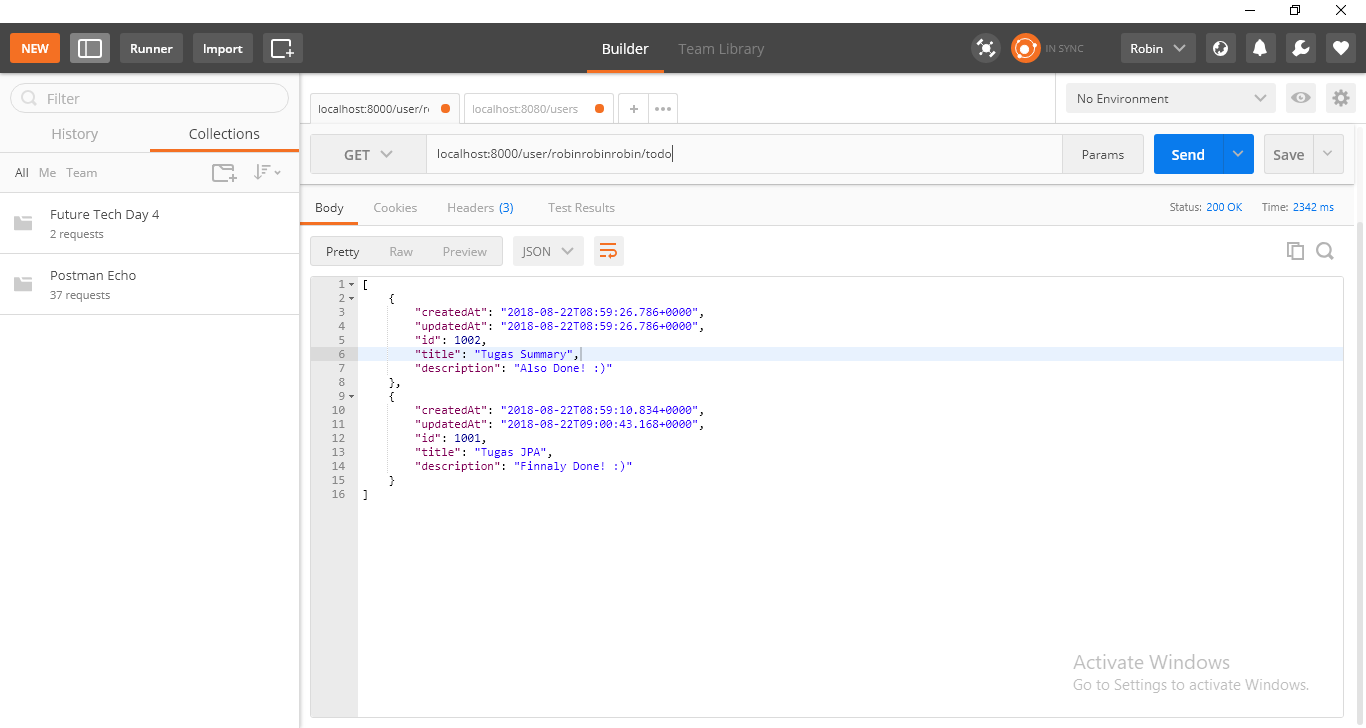 NEW Runner Import Builder Team Library IN SYNC Robin
Filter
History Collections
All Me Team
Future Tech Day 4
2 requests
Postman Echo
37 requests
localhost:8000/user/r localhost:8080/users + ••• No Environment
GET localhost:8000/user/robinrobinrobin/todo Params Send Save
Body Cookies Headers (3) Test Results Status: 200 OK Time: 2342 ms
Pretty Raw Preview JSON
1 [
2 {
3 "createdAt": "2018-08-22T08:59:26.786+0000",
4 "updatedAt": "2018-08-22T08:59:26.786+0000",
5 "id": 1002,
6 "title": "Tugas Summary",
7 "description": "Also Done! :)"
8 },
9 {
10 "createdAt": "2018-08-22T08:59:10.834+0000",
11 "updatedAt": "2018-08-22T09:00:43.168+0000",
12 "id": 1001,
13 "title": "Tugas JPA",
14 "description": "Finnaly Done! :)"
15 }
16 ]
Activate Windows
Go to Settings to activate Windows.